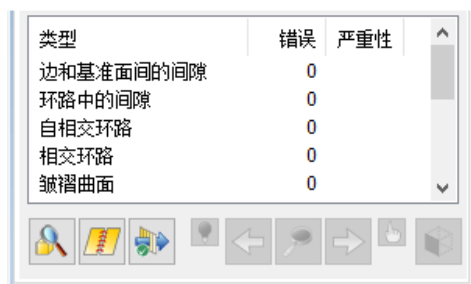 类型 错误 严重性
边和基准面间的间隙 0
环路中的间隙 0
自相交环路 0
相交环路 0
皱褶曲面 0